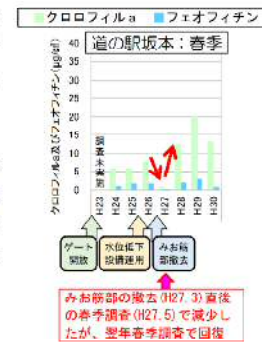 クロロフィルa フェオフィチン
道の駅坂本：春季
クロロフィルa及びフェオフィチン(μg/㎠)
40
35
30
25
20
15
10
5
0
調査未実施
H23
H24
H25
H26
H27
H28
H29
H30
ゲート
開放
水位低下
設備運用
みお筋
部撤去
みお筋部の撤去(H27.3)直後
の春季調査(H27.5)で減少し
たが、翌年春季調査で回復